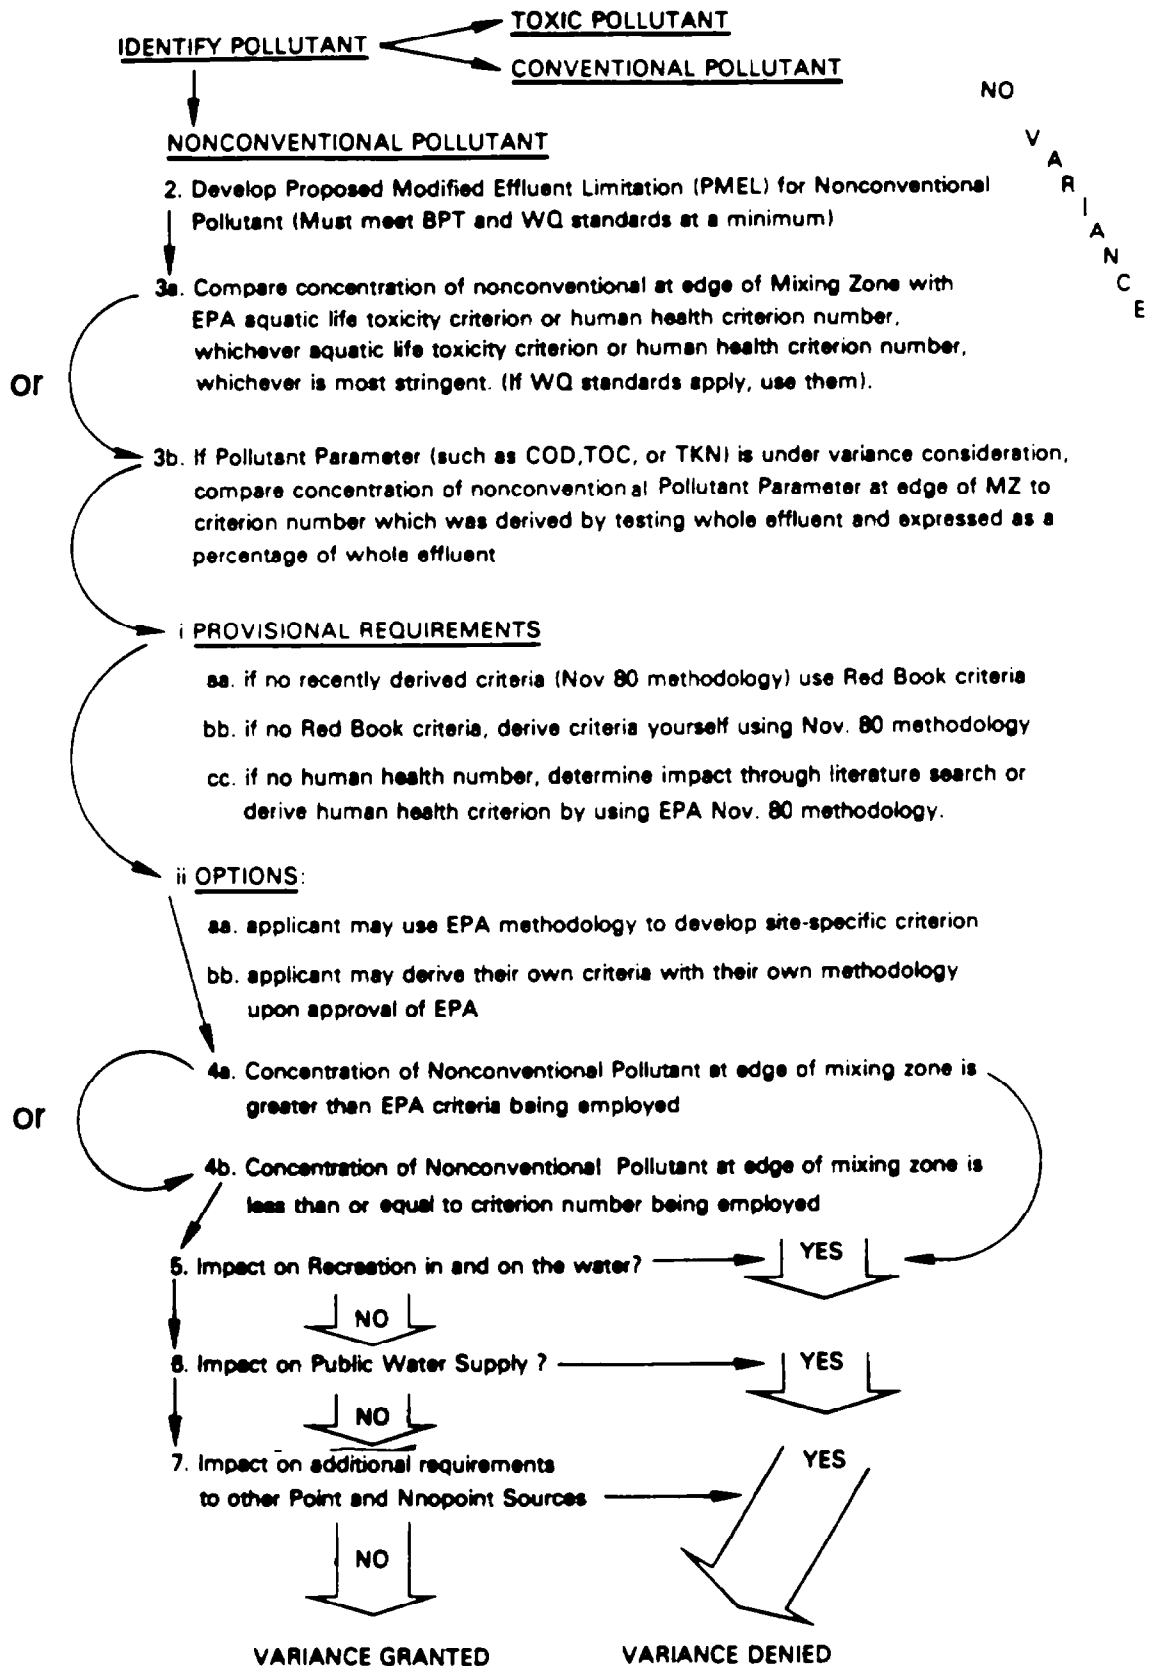 IDENTIFY POLLUTANT
TOXIC POLLUTANT
CONVENTIONAL POLLUTANT
NO VARIANCE
NONCONVENTIONAL POLLUTANT
2. Develop Proposed Modified Effluent Limitation (PMEL) for Nonconventional
Pollutant (Must meet BPT and WQ standards at a minimum)
3a. Compare concentration of nonconventional at edge of Mixing Zone with
EPA aquatic life toxicity criterion or human health criterion number,
whichever aquatic life toxicity criterion or human health criterion number,
whichever is most stringent. (If WQ standards apply, use them).
or
3b. If Pollutant Parameter (such as COD,TOC, or TKN) is under variance consideration,
compare concentration of nonconventional Pollutant Parameter at edge of MZ to
criterion number which was derived by testing whole effluent and expressed as a
percentage of whole effluent
i PROVISIONAL REQUIREMENTS
aa. if no recently derived criteria (Nov 80 methodology) use Red Book criteria
bb. if no Red Book criteria, derive criteria yourself using Nov. 80 methodology
cc. if no human health number, determine impact through literature search or
derive human health criterion by using EPA Nov. 80 methodology.
ii OPTIONS:
aa. applicant may use EPA methodology to develop site-specific criterion
bb. applicant may derive their own criteria with their own methodology
upon approval of EPA
4a. Concentration of Nonconventional Pollutant at edge of mixing zone is
greater than EPA criteria being employed
or
4b. Concentration of Nonconventional Pollutant at edge of mixing zone is
less than or equal to criterion number being employed
5. Impact on Recreation in and on the water?
YES
NO
6. Impact on Public Water Supply ?
YES
NO
7. Impact on additional requirements
to other Point and Nnopoint Sources
YES
NO
VARIANCE GRANTED
VARIANCE DENIED